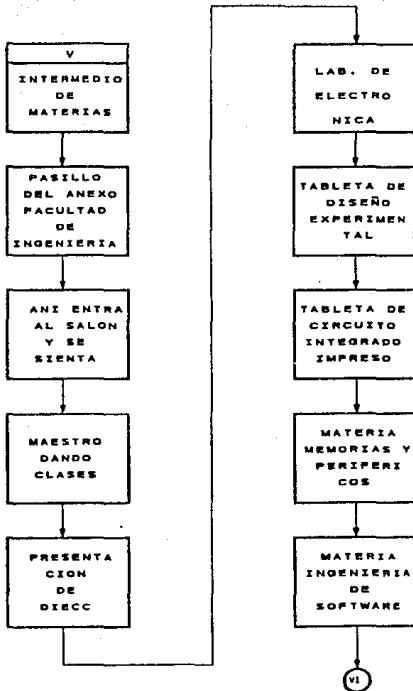 V
INTERMEDIO
DE
MATERIAS
PASILLO
DEL ANEXO
FACULTAD
DE
INGENIERIA
ANI ENTRA
AL SALON
Y SE
SIENTA
MAESTRO
DANDO
CLASES
PRESENTA
CION
DE
DIECC
LAB. DE
ELECTRO
NICA
TABLETA DE
DISEÑO
EXPERIMEN
TAL
TABLETA DE
CIRCUITO
INTEGRADO
IMPRESO
MATERIA
MEMORIAS Y
PERIFERI
COS
MATERIA
INGENIERIA
DE
SOFTWARE
VI